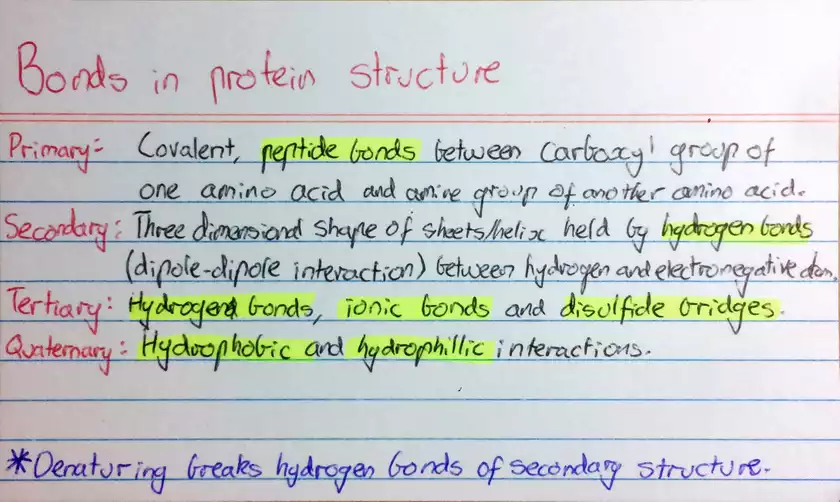 Bonds in protein structure
Primary: Covalent, peptide bonds between carboxyl group of
one amino acid and amine group of another amino acid.
Secondary: Three dimensional shape of sheets/helix held by hydrogen bonds
(dipole-dipole interaction) between hydrogen and electronegative atom.
Tertiary: Hydrogen bonds, ionic bonds and disulfide bridges.
Quaternary: Hydrophobic and hydrophillic interactions.
*Denaturing breaks hydrogen bonds of secondary structure.